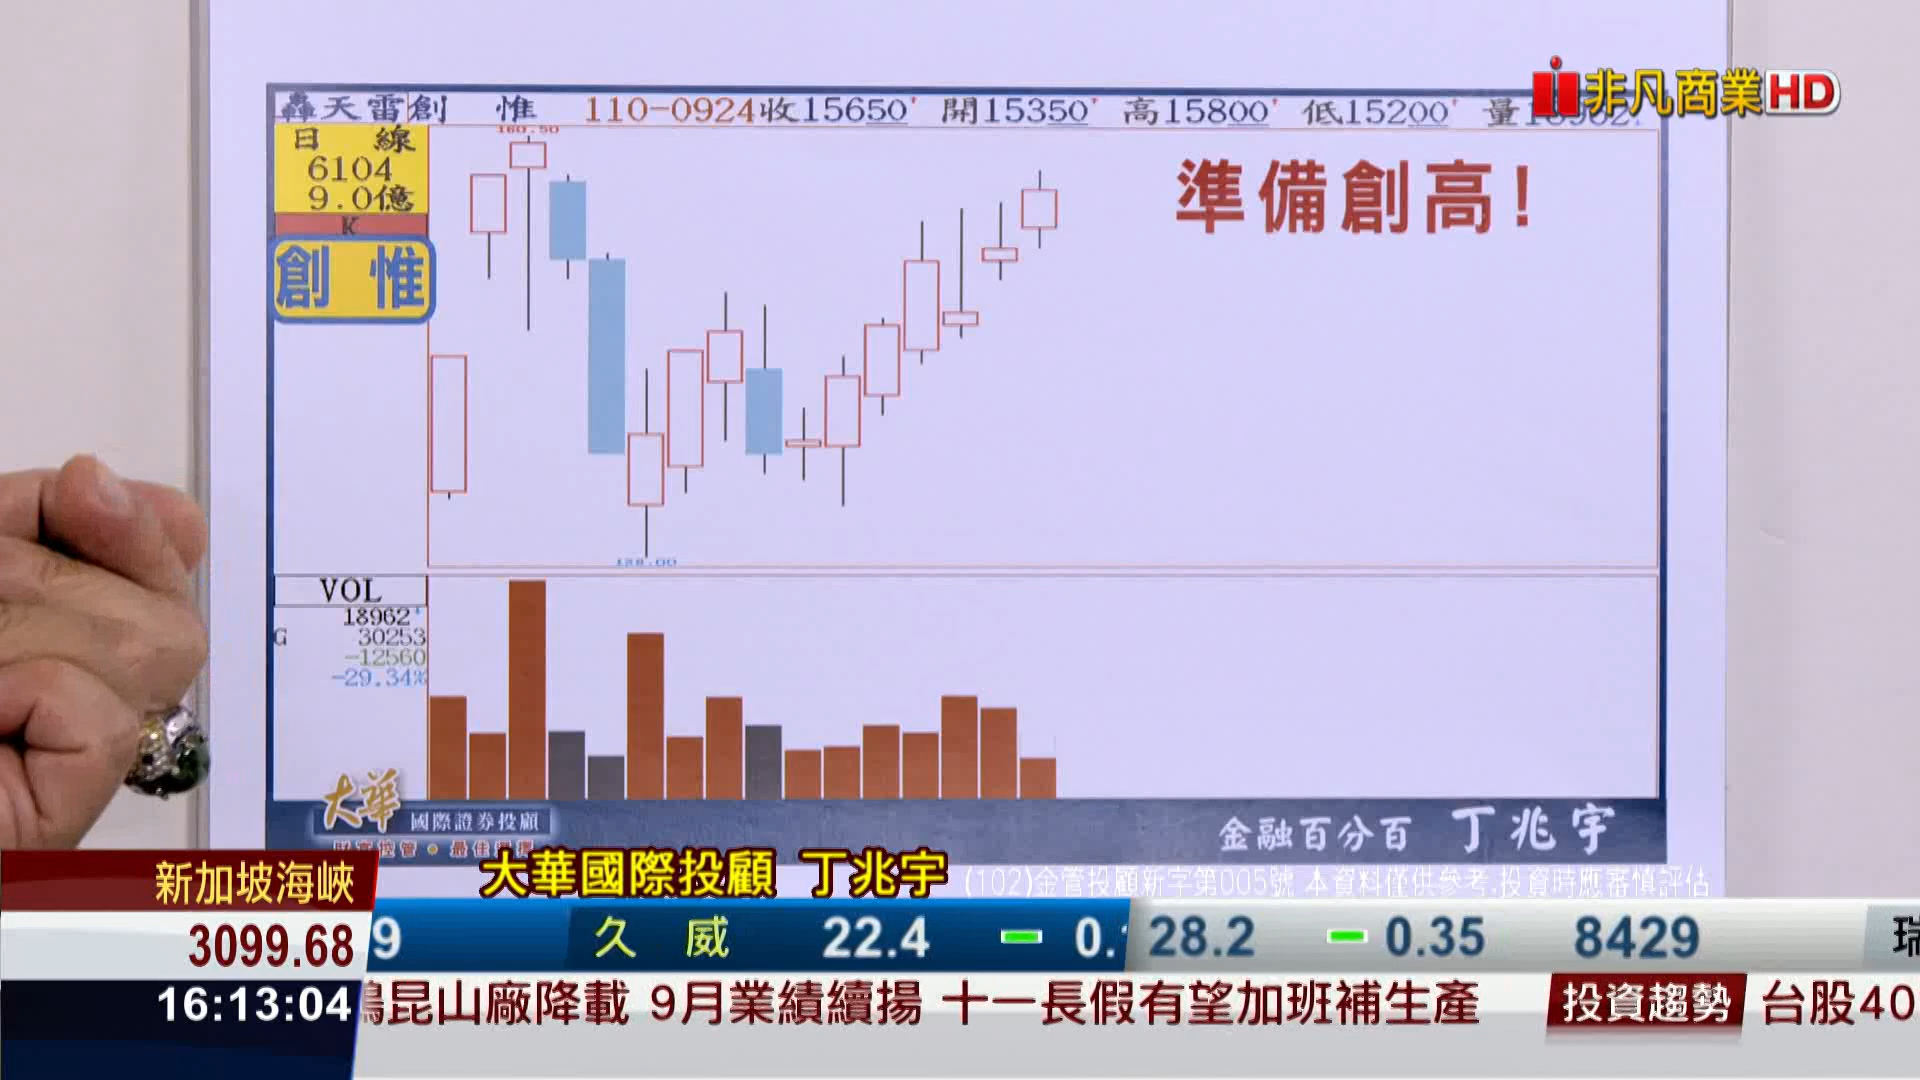 非凡商業HD
轟天雷創 惟 110-0924收15650' 開15350' 高15800' 低15200' 量
日 線
6104
9.0億
K
創 惟
160.50
準備創高!
128.00
VOL
18962
G 30253
-12560
-29.34%
大華 國際證券投顧
最佳選擇
金融百分百 丁兆宇
大華國際投顧 丁兆宇
(102)金管投顧新字第005號 本資料僅供參考,投資時應審慎評估
新加坡海峽
3099.68
9 久 威 22.4 0. 28.2 0.35 8429 瑞
16:13:04
昆山廠降載 9月業績續揚 十一長假有望加班補生產 投資趨勢 台股40